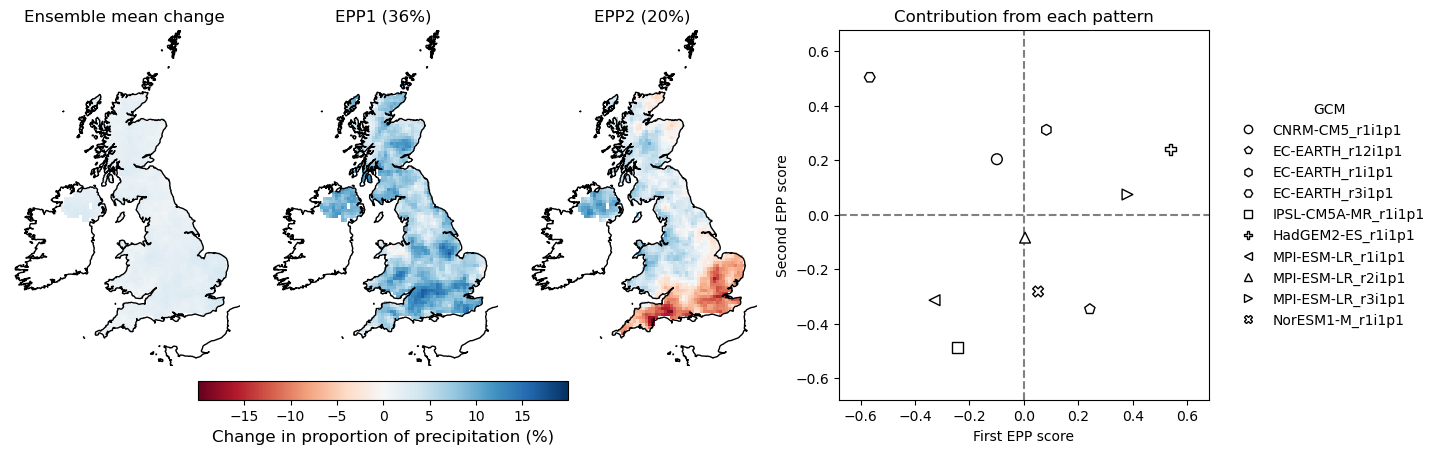 Ensemble mean change
EPP1 (36%)
EPP2 (20%)
Contribution from each pattern
−15
−10
−5
0
5
10
15
Change in proportion of precipitation (%)
Second EPP score
0.6
0.4
0.2
0.0
−0.2
−0.4
−0.6
−0.6
−0.4
−0.2
0.0
0.2
0.4
0.6
First EPP score
GCM
CNRM-CM5_r1i1p1
EC-EARTH_r12i1p1
EC-EARTH_r1i1p1
EC-EARTH_r3i1p1
IPSL-CM5A-MR_r1i1p1
HadGEM2-ES_r1i1p1
MPI-ESM-LR_r1i1p1
MPI-ESM-LR_r2i1p1
MPI-ESM-LR_r3i1p1
NorESM1-M_r1i1p1